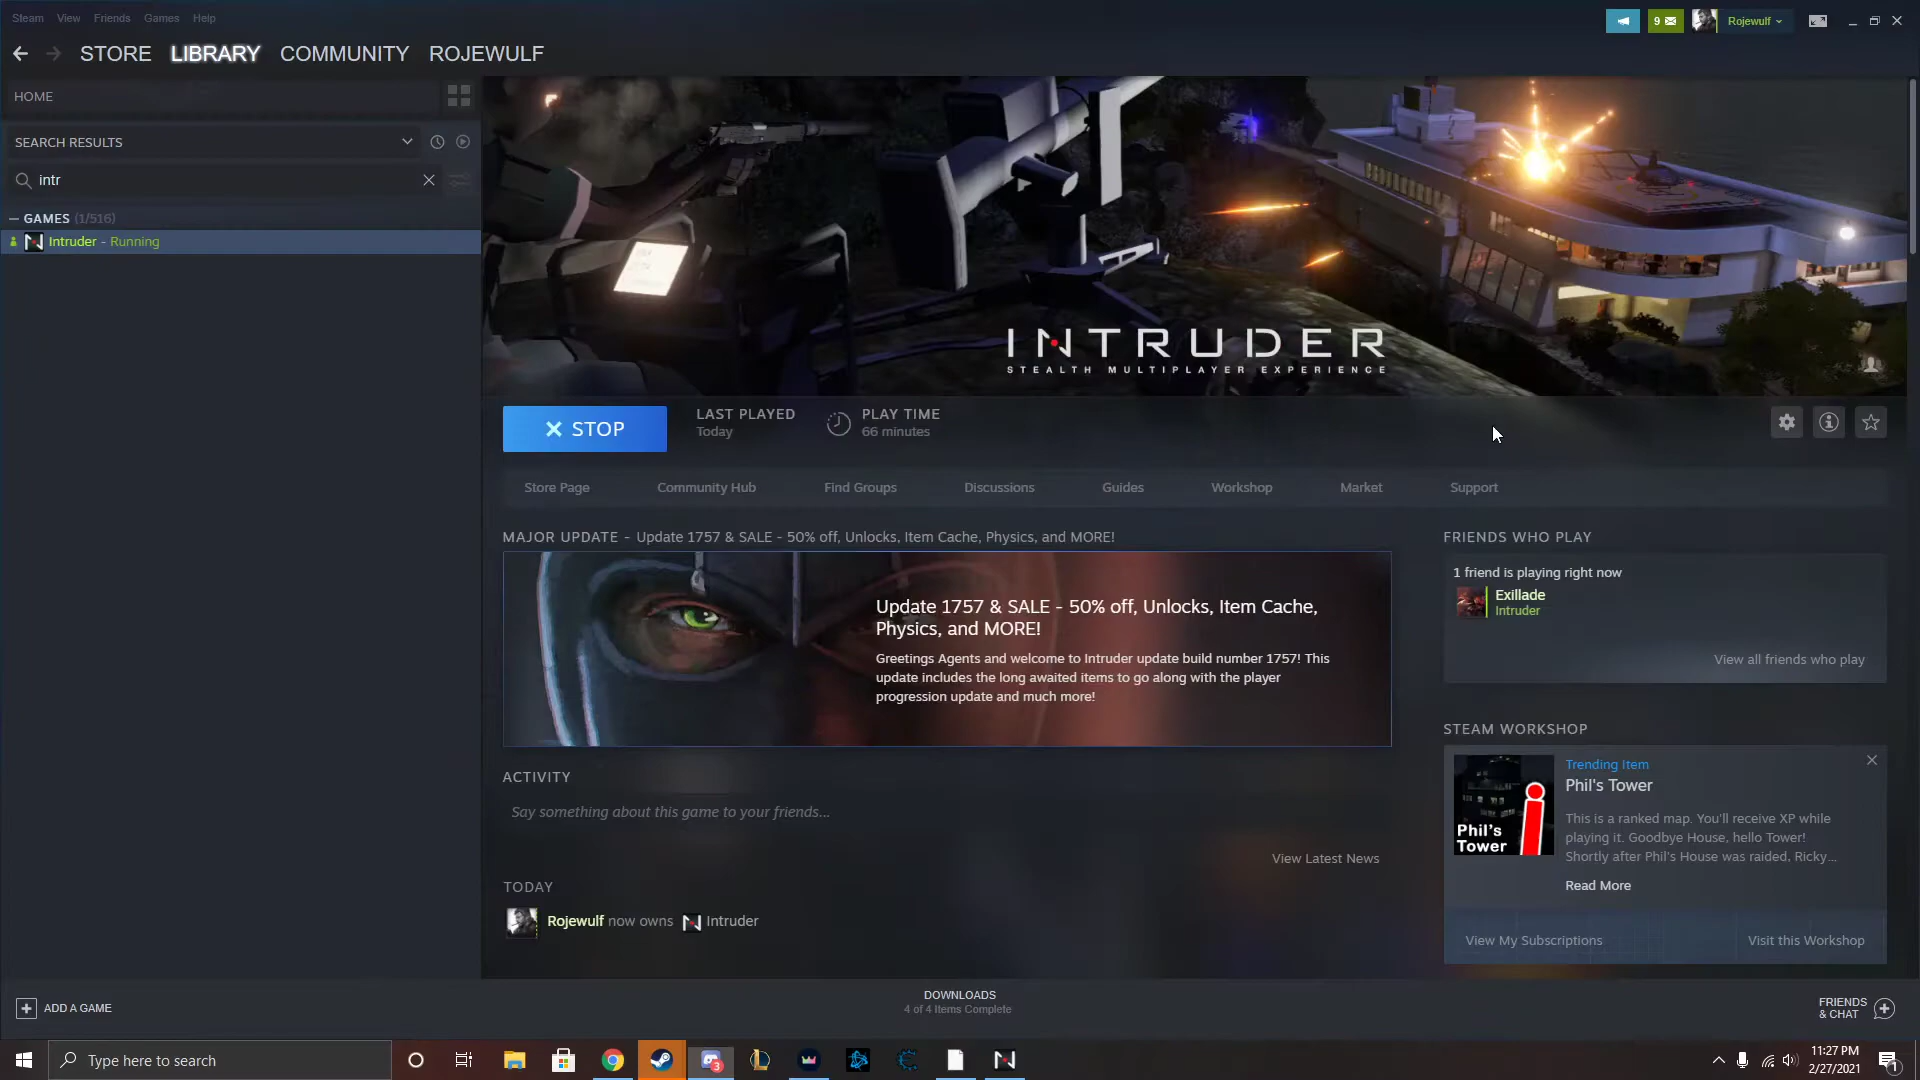 Steam View Friends Games Help
9 Rojewulf
STORE LIBRARY COMMUNITY ROJEWULF
HOME
SEARCH RESULTS
intr
GAMES (1/516)
Intruder - Running
INTRUDER
STEALTH MULTIPLAYER EXPERIENCE
STOP
LAST PLAYED
Today
PLAY TIME
66 minutes
Store Page Community Hub Find Groups Discussions Guides Workshop Market Support
MAJOR UPDATE - Update 1757 & SALE - 50% off, Unlocks, Item Cache, Physics, and MORE!
Update 1757 & SALE - 50% off, Unlocks, Item Cache,
Physics, and MORE!
Greetings Agents and welcome to Intruder update build number 1757! This
update includes the long awaited items to go along with the player
progression update and much more!
ACTIVITY
Say something about this game to your friends...
View Latest News
TODAY
Rojewulf now owns Intruder
FRIENDS WHO PLAY
1 friend is playing right now
Exillade
Intruder
View all friends who play
STEAM WORKSHOP
Phil's
Tower
Trending Item
Phil's Tower
This is a ranked map. You'll receive XP while
playing it. Goodbye House, hello Tower!
Shortly after Phil's House was raided, Ricky...
Read More
View My Subscriptions Visit this Workshop
ADD A GAME
DOWNLOADS
4 of 4 Items Complete
FRIENDS
& CHAT
Type here to search
3
11:27 PM
2/27/2021
1